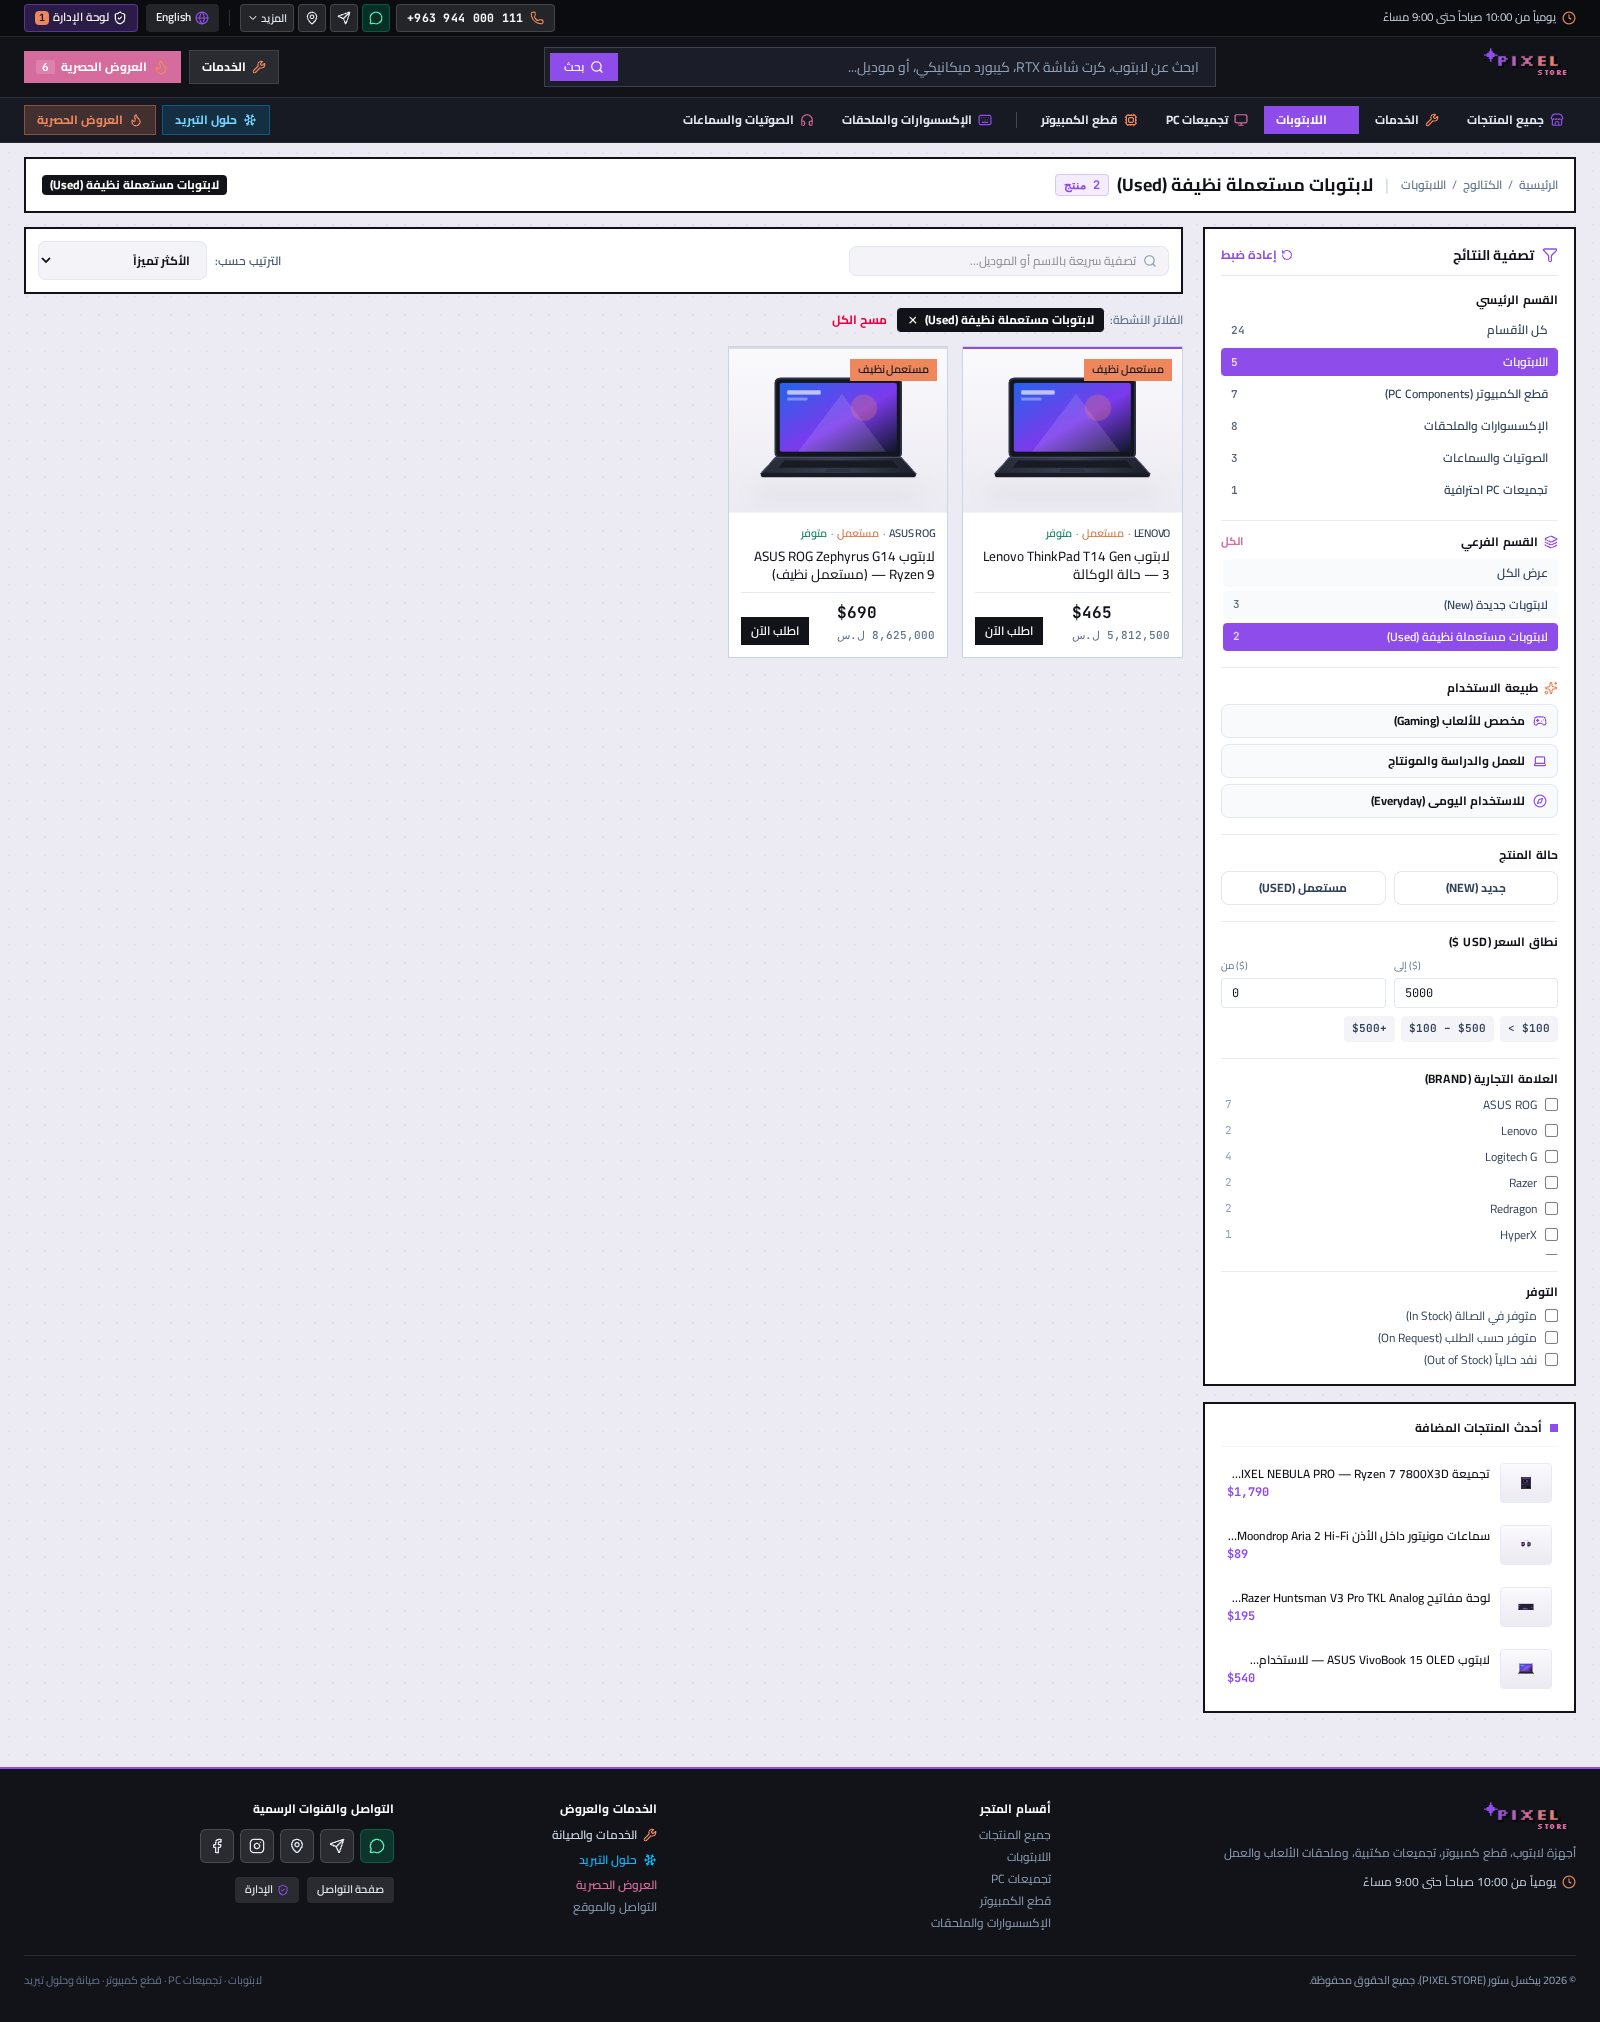 يومياً من 10:00 صباحاً حتى 9:00 مساءً
+963 944 000 111
المزيد
English
لوحة الإدارة 1
PIXEL STORE
ابحث عن لابتوب، كرت شاشة RTX، كيبورد ميكانيكي، أو موديل...
بحث
الخدمات
العروض الحصرية 6
جميع المنتجات
الخدمات
اللابتوبات
تجميعات PC
قطع الكمبيوتر
الإكسسوارات والملحقات
الصوتيات والسماعات
حلول التبريد
العروض الحصرية
الرئيسية / الكتالوج / اللابتوبات | لابتوبات مستعملة نظيفة (Used) 2 منتج
لابتوبات مستعملة نظيفة (Used)
تصفية النتائج
إعادة ضبط
القسم الرئيسي
كل الأقسام 24
اللابتوبات 5
قطع الكمبيوتر (PC Components) 7
الإكسسوارات والملحقات 8
الصوتيات والسماعات 3
تجميعات PC احترافية 1
القسم الفرعي
الكل
عرض الكل
لابتوبات جديدة (New) 3
لابتوبات مستعملة نظيفة (Used) 2
طبيعة الاستخدام
مخصص للألعاب (Gaming)
للعمل والدراسة والمونتاج
للاستخدام اليومي (Everyday)
حالة المنتج
جديد (NEW)
مستعمل (USED)
نطاق السعر (USD $)
إلى ($)
من ($)
5000
0
< $100
$100 – $500
$500+
العلامة التجارية (BRAND)
ASUS ROG 7
Lenovo 2
Logitech G 4
Razer 2
Redragon 2
HyperX 1
التوفر
متوفر في الصالة (In Stock)
متوفر حسب الطلب (On Request)
نفد حالياً (Out of Stock)
أحدث المنتجات المضافة
تجميعة IXEL NEBULA PRO — Ryzen 7 7800X3D...
$1,790
سماعات مونيتور داخل الأذن Moondrop Aria 2 Hi-Fi...
$89
لوحة مفاتيح Razer Huntsman V3 Pro TKL Analog...
$195
لابتوب ASUS VivoBook 15 OLED — للاستخدام...
$540
تصفية سريعة بالاسم أو الموديل...
الترتيب حسب:
الأكثر تميزاً
الفلاتر النشطة:
لابتوبات مستعملة نظيفة (Used) ✕
مسح الكل
مستعمل نظيف
LENOVO · مستعمل · متوفر
لابتوب Lenovo ThinkPad T14 Gen
3 — حالة الوكالة
$465
5,812,500 ل.س
اطلب الآن
مستعمل نظيف
ASUS ROG · مستعمل · متوفر
لابتوب ASUS ROG Zephyrus G14
Ryzen 9 — (مستعمل نظيف)
$690
8,625,000 ل.س
اطلب الآن
PIXEL STORE
أجهزة لابتوب، قطع كمبيوتر، تجميعات مكتبية، وملحقات الألعاب والعمل
يومياً من 10:00 صباحاً حتى 9:00 مساءً
أقسام المتجر
جميع المنتجات
اللابتوبات
تجميعات PC
قطع الكمبيوتر
الإكسسوارات والملحقات
الخدمات والعروض
الخدمات والصيانة
حلول التبريد
العروض الحصرية
التواصل والموقع
التواصل والقنوات الرسمية
صفحة التواصل
الإدارة
© 2026 بيكسل ستور (PIXEL STORE). جميع الحقوق محفوظة.
لابتوبات · تجميعات PC · قطع كمبيوتر · صيانة وحلول تبريد